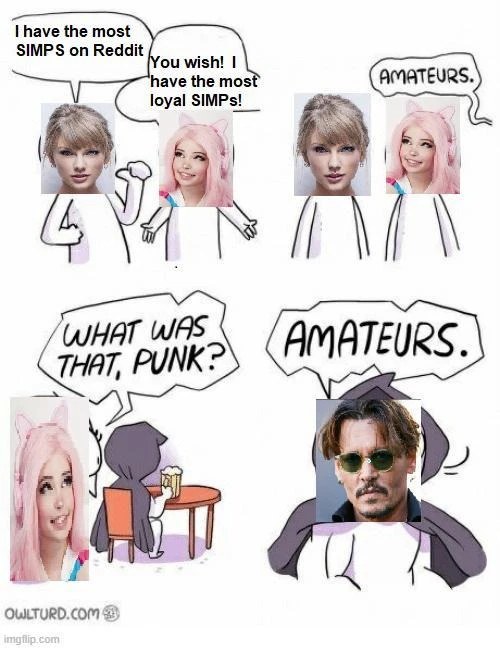 I have the most
SIMPS on Reddit
You wish!  I
have the most
loyal SIMPs!
AMATEURS.
WHAT WAS
THAT, PUNK?
AMATEURS.
OWLTURD.COM
imgflip.com